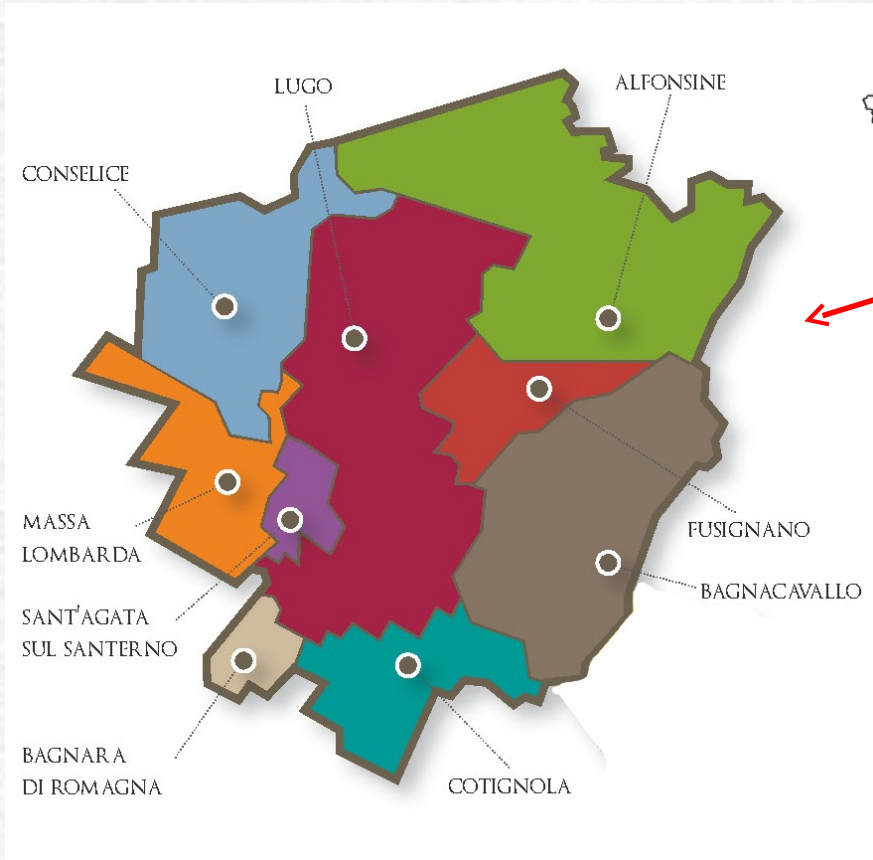 LUGO
ALFONSINE
CONSELICE
MASSA
LOMBARDA
FUSIGNANO
BAGNACAVALLO
SANT'AGATA
SUL SANTERNO
BAGNARA
DI ROMAGNA
COTIGNOLA